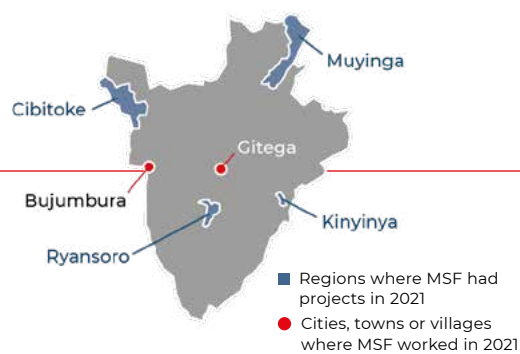 Muyinga
Cibitoke
Gitega
Bujumbura
Kinyinya
Ryansoro
Regions where MSF had
projects in 2021
Cities, towns or villages
where MSF worked in 2021